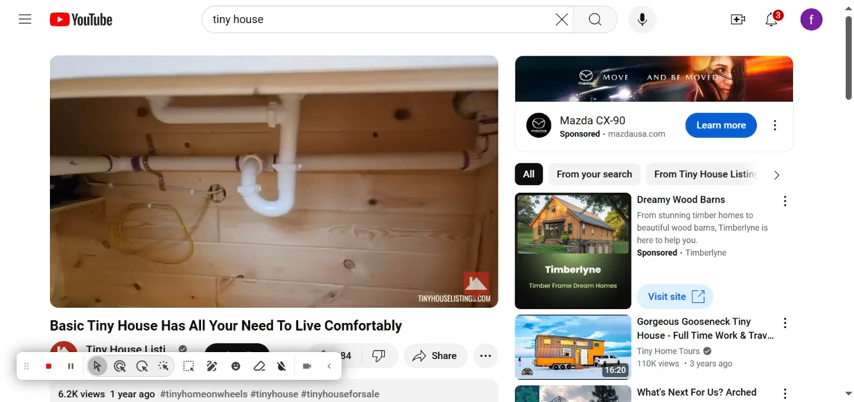 YouTube
tiny house
3
f
MOVE AND BE MOVED
Mazda CX-90
Sponsored • mazdausa.com
Learn more
All
From your search
From Tiny House Listing
Dreamy Wood Barns
From stunning timber homes to
beautiful wood barns, Timberlyne is
here to help you.
Sponsored • Timberlyne
Timberlyne
Timber Frame Dream Homes
Visit site
TINYHOUSELISTINGS.COM
Basic Tiny House Has All Your Need To Live Comfortably
Tiny House Listi
84
Share
6.2K views 1 year ago #tinyhomeonwheels #tinyhouse #tinyhouseforsale
Gorgeous Gooseneck Tiny
House - Full Time Work & Trav...
Tiny Home Tours
110K views • 3 years ago
16:20
What's Next For Us? Arched